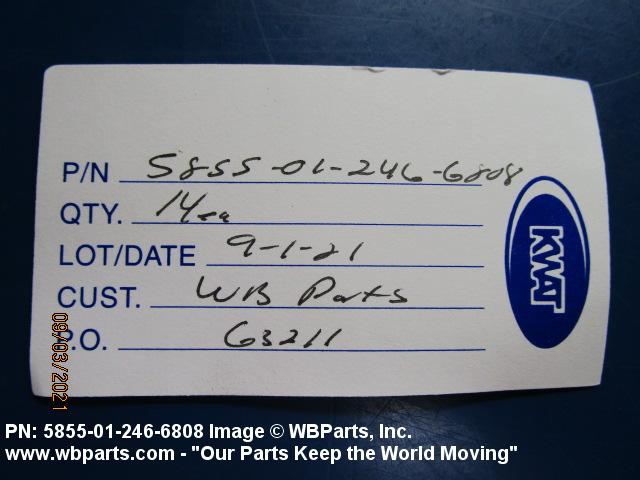 P/N 5855-01-246-6808
QTY. 14ea
LOT/DATE 9-1-21
CUST. WB Parts
P.O. 63211
KWAT
09/03/2021
PN: 5855-01-246-6808 Image © WBParts, Inc.
www.wbparts.com - "Our Parts Keep the World Moving"